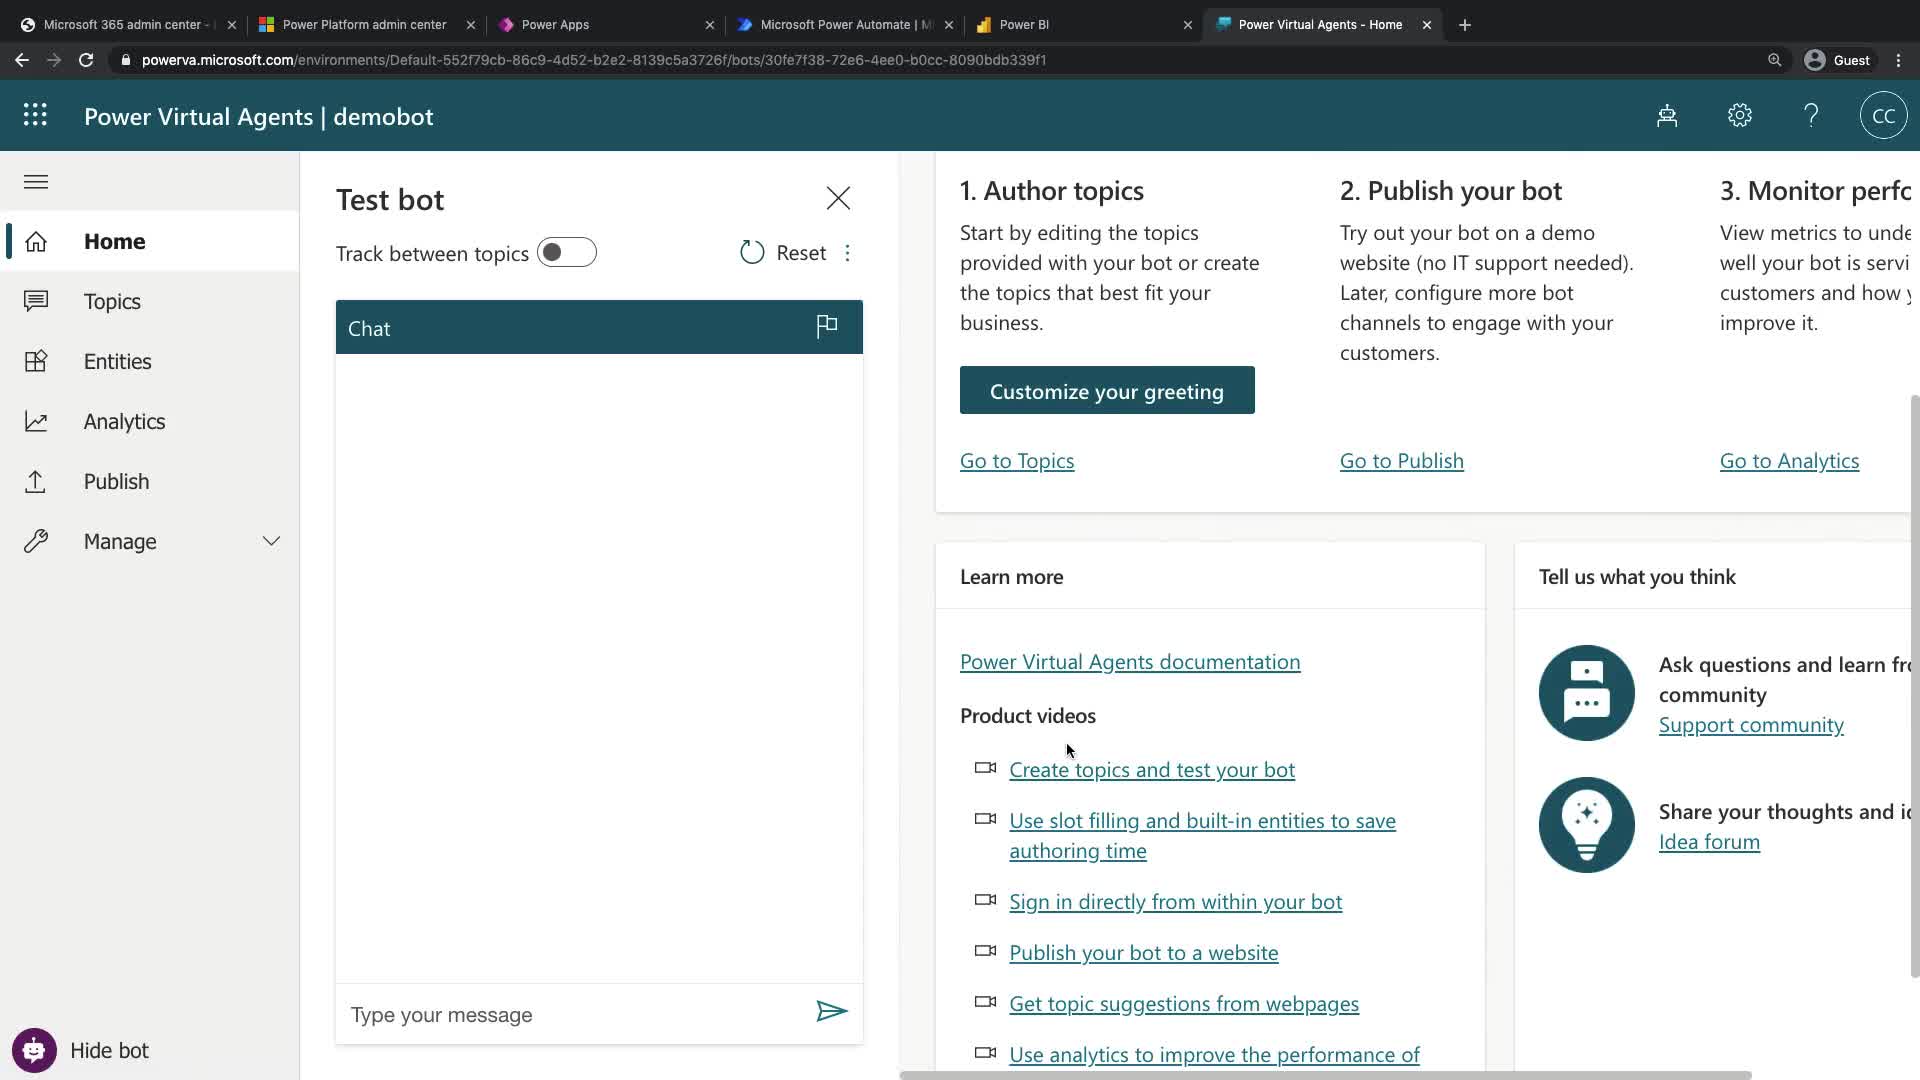 Microsoft 365 admin center -
Power Platform admin center
Power Apps
Microsoft Power Automate | M
Power BI
Power Virtual Agents - Home
powerva.microsoft.com/environments/Default-552f79cb-86c9-4d52-b2e2-8139c5a3726f/bots/30fe7f38-72e6-4ee0-b0cc-8090bdb339f1
Guest
Power Virtual Agents | demobot
CC
Home
Topics
Entities
Analytics
Publish
Manage
Hide bot
Test bot
Track between topics
Reset
Chat
Type your message
1. Author topics
Start by editing the topics
provided with your bot or create
the topics that best fit your
business.
Customize your greeting
Go to Topics
2. Publish your bot
Try out your bot on a demo
website (no IT support needed).
Later, configure more bot
channels to engage with your
customers.
Go to Publish
3. Monitor perfo
View metrics to unde
well your bot is servi
customers and how y
improve it.
Go to Analytics
Learn more
Power Virtual Agents documentation
Product videos
Create topics and test your bot
Use slot filling and built-in entities to save
authoring time
Sign in directly from within your bot
Publish your bot to a website
Get topic suggestions from webpages
Use analytics to improve the performance of
Tell us what you think
Ask questions and learn fro
community
Support community
Share your thoughts and id
Idea forum